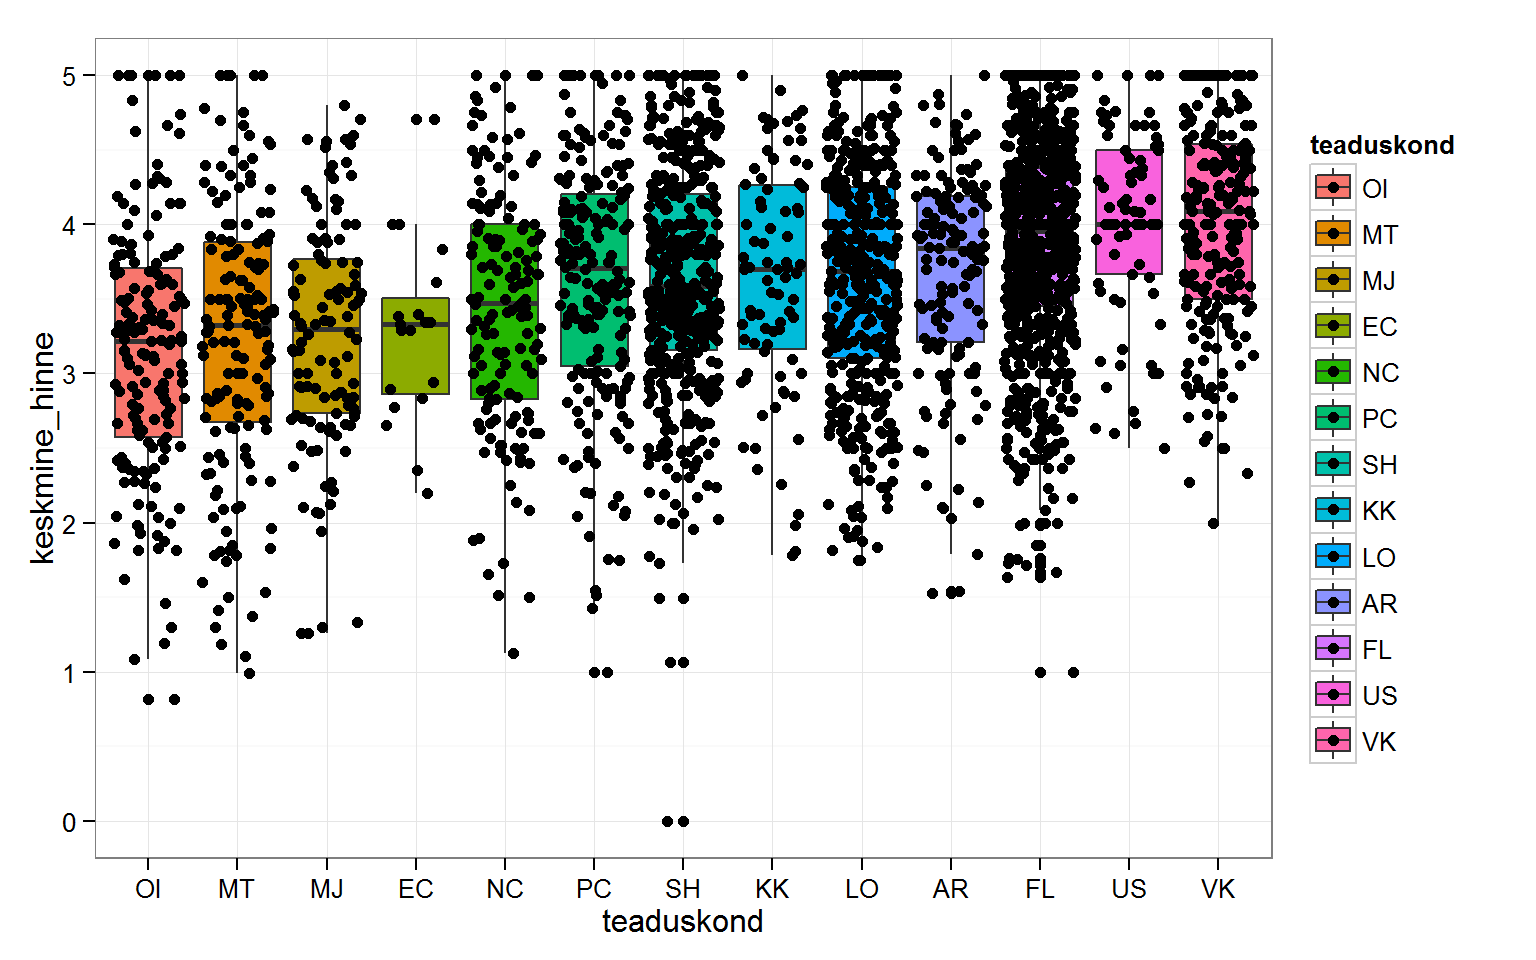 keskmine_hinne
5
4
3
2
1
0
OI MT MJ EC NC PC SH KK LO AR FL US VK
teaduskond
teaduskond
OI
MT
MJ
EC
NC
PC
SH
KK
LO
AR
FL
US
VK